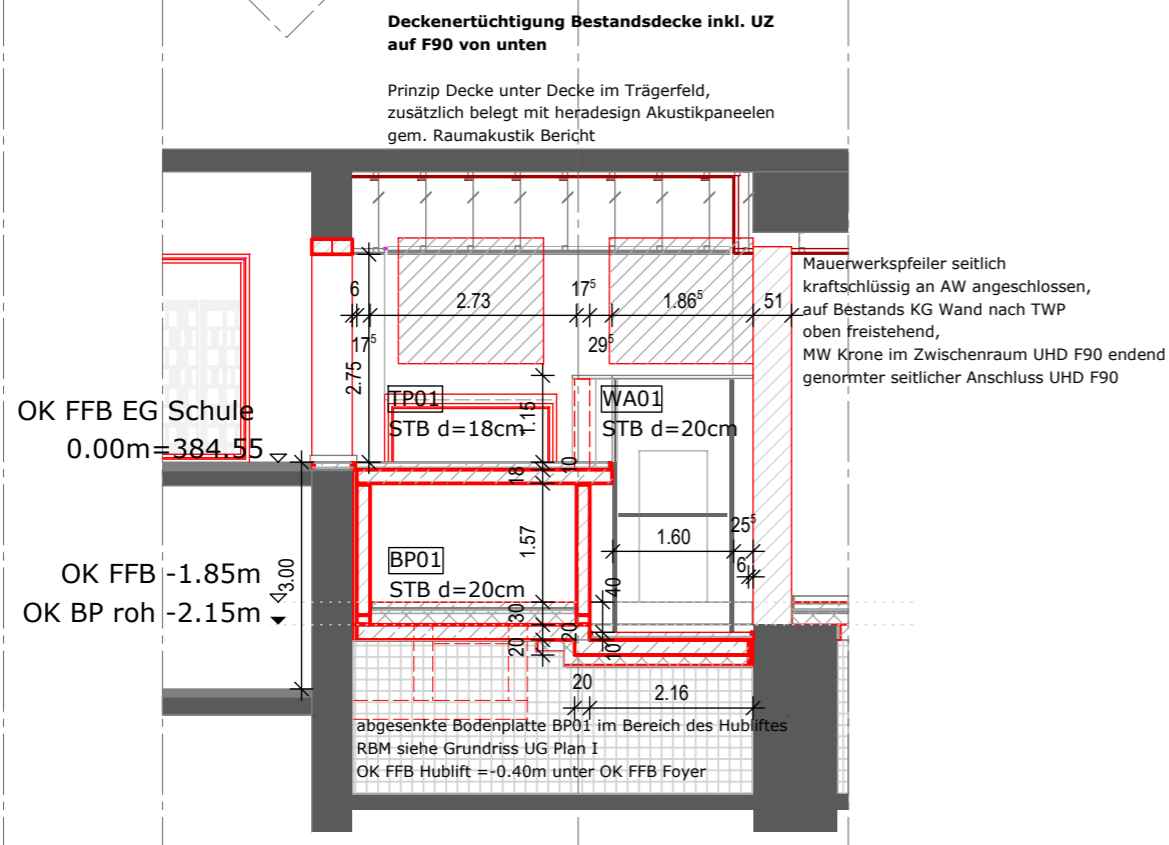 Deckenertüchtigung Bestandsdecke inkl. UZ
auf F90 von unten
Prinzip Decke unter Decke im Trägerfeld,
zusätzlich belegt mit heradesign Akustikpaneelen
gem. Raumakustik Bericht
Mauerwerkspfeiler seitlich
kraftschlüssig an AW angeschlossen,
auf Bestands KG Wand nach TWP
oben freistehend,
MW Krone im Zwischenraum UHD F90 endend
genormter seitlicher Anschluss UHD F90
6
2.73
17⁵
1.86⁵
51
17⁵
29⁵
2.75
TP01
STB d=18cm
1.15
WA01
STB d=20cm
OK FFB EG Schule
0.00m=384.55
18
10
1.57
BP01
STB d=20cm
1.60
25⁵
6
3.00
OK FFB -1.85m
OK BP roh -2.15m
40
30
20
20
10
20
2.16
abgesenkte Bodenplatte BP01 im Bereich des Hubliftes
RBM siehe Grundriss UG Plan I
OK FFB Hublift =-0.40m unter OK FFB Foyer